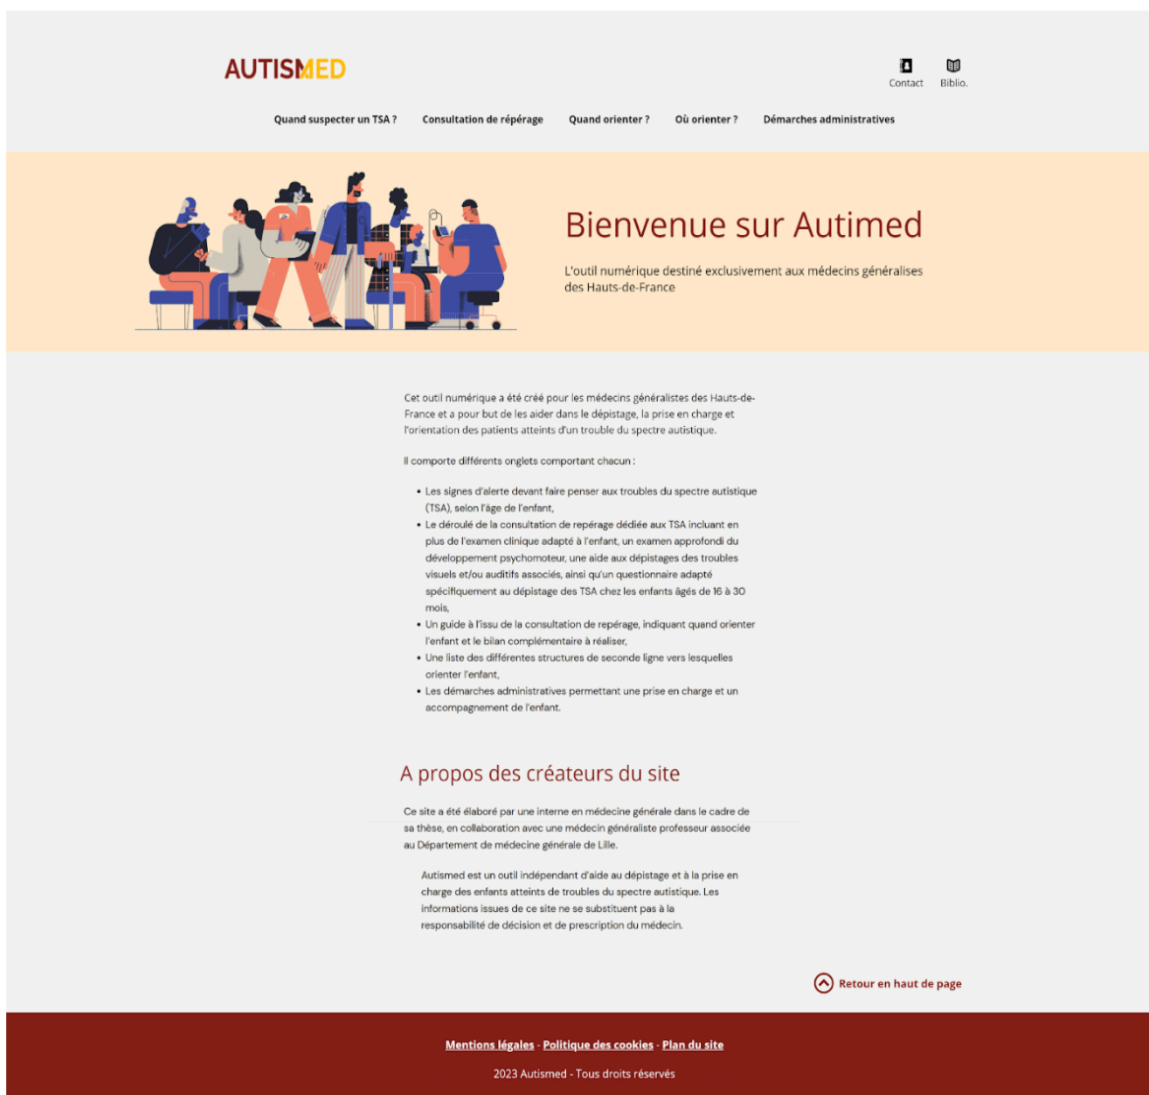 AUTISMED
Contact
Biblio.
Quand suspecter un TSA ?
Consultation de répérage
Quand orienter ?
Où orienter ?
Démarches administratives
Bienvenue sur Autimed
L'outil numérique destiné exclusivement aux médecins généralises
des Hauts-de-France
Cet outil numérique a été créé pour les médecins généralistes des Hauts-de-
France et a pour but de les aider dans le dépistage, la prise en charge et
l'orientation des patients atteints d'un trouble du spectre autistique.
Il comporte différents onglets comportant chacun :
• Les signes d'alerte devant faire penser aux troubles du spectre autistique
(TSA), selon l'âge de l'enfant,
• Le déroulé de la consultation de repérage dédiée aux TSA incluant en
plus de l'examen clinique adapté à l'enfant, un examen approfondi du
développement psychomoteur, une aide aux dépistages des troubles
visuels et/ou auditifs associés, ainsi qu'un questionnaire adapté
spécifiquement au dépistage des TSA chez les enfants âgés de 16 à 30
mois,
• Un guide à l'issu de la consultation de repérage, indiquant quand orienter
l'enfant et le bilan complémentaire à réaliser,
• Une liste des différentes structures de seconde ligne vers lesquelles
orienter l'enfant,
• Les démarches administratives permettant une prise en charge et un
accompagnement de l'enfant.
A propos des créateurs du site
Ce site a été élaboré par une interne en médecine générale dans le cadre de
sa thèse, en collaboration avec une médecin généraliste professeur associée
au Département de médecine générale de Lille.
Autismed est un outil indépendant d'aide au dépistage et à la prise en
charge des enfants atteints de troubles du spectre autistique. Les
informations issues de ce site ne se substituent pas à la
responsabilité de décision et de prescription du médecin.
Retour en haut de page
Mentions légales - Politique des cookies - Plan du site
2023 Autismed - Tous droits réservés